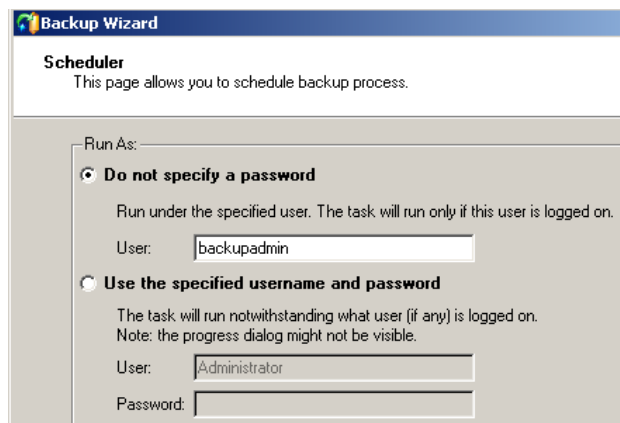 Backup Wizard
Scheduler
This page allows you to schedule backup process.
Run As:
Do not specify a password
Run under the specified user. The task will run only if this user is logged on.
User: backupadmin
Use the specified username and password
The task will run notwithstanding what user (if any) is logged on.
Note: the progress dialog might not be visible.
User: Administrator
Password: